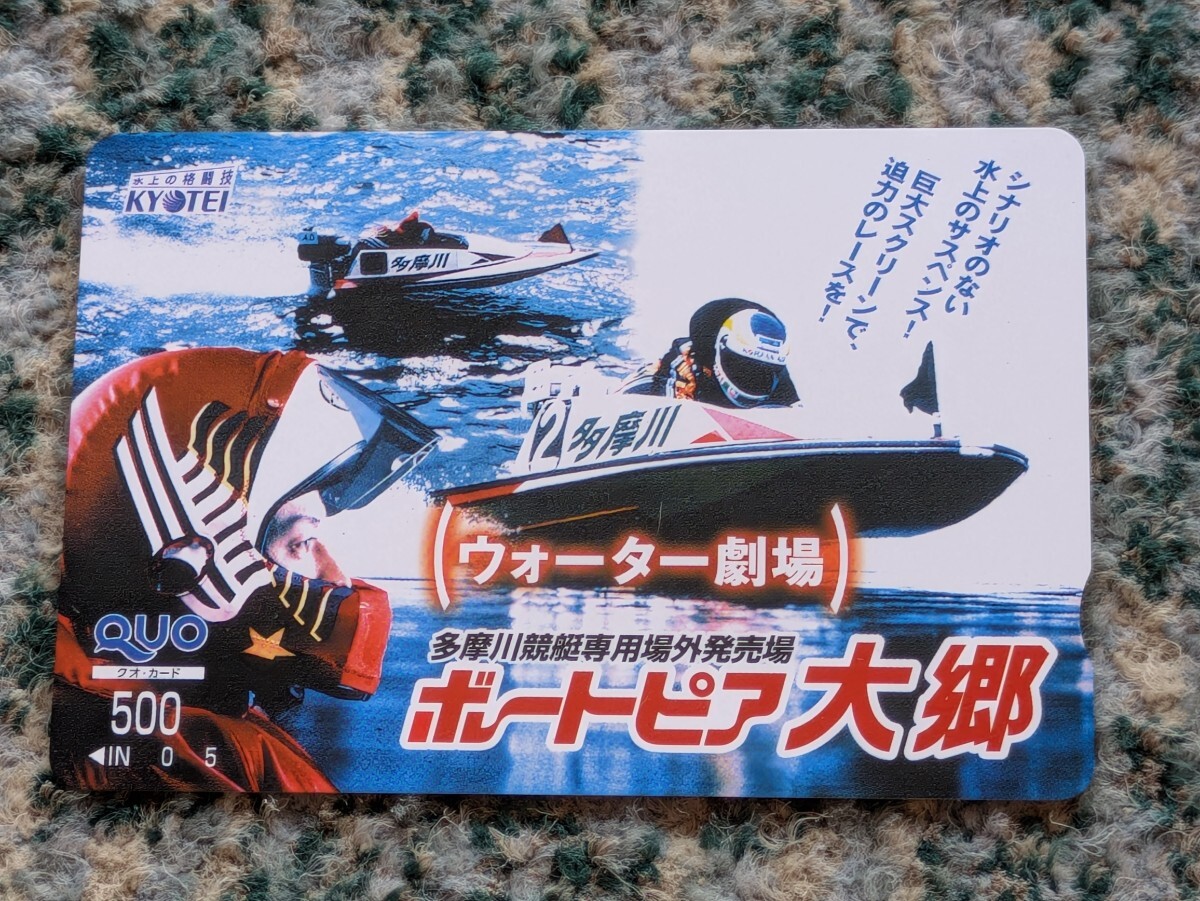 水上の格闘技
KYOTEI
シナリオのない
水上のサスペンス!
巨大スクリーンで、
迫力のレースを!
多摩川
2 多摩川
ウォーター劇場
多摩川競艇専用場外発売場
ボートピア大郷
QUO
クオ・カード
500
◀IN 0 5